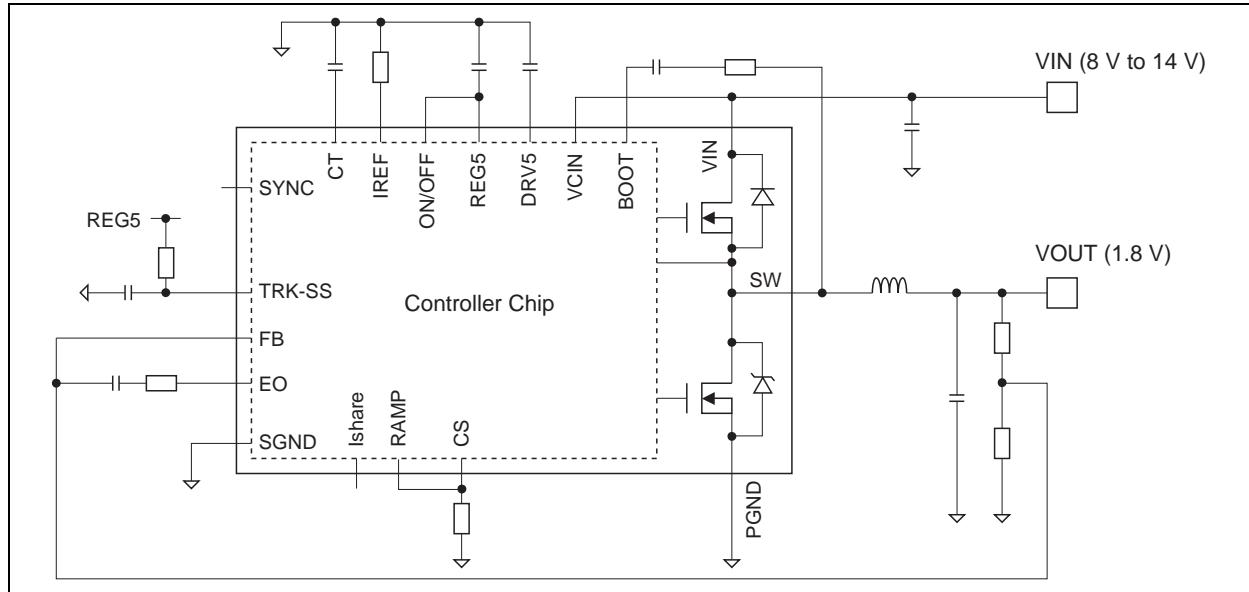 VIN (8 V to 14 V)
CT
IREF
ON/OFF
REG5
DRV5
VCIN
BOOT
VIN
SYNC
REG5
TRK-SS
Controller Chip
SW
VOUT (1.8 V)
FB
EO
SGND
Ishare
RAMP
CS
PGND